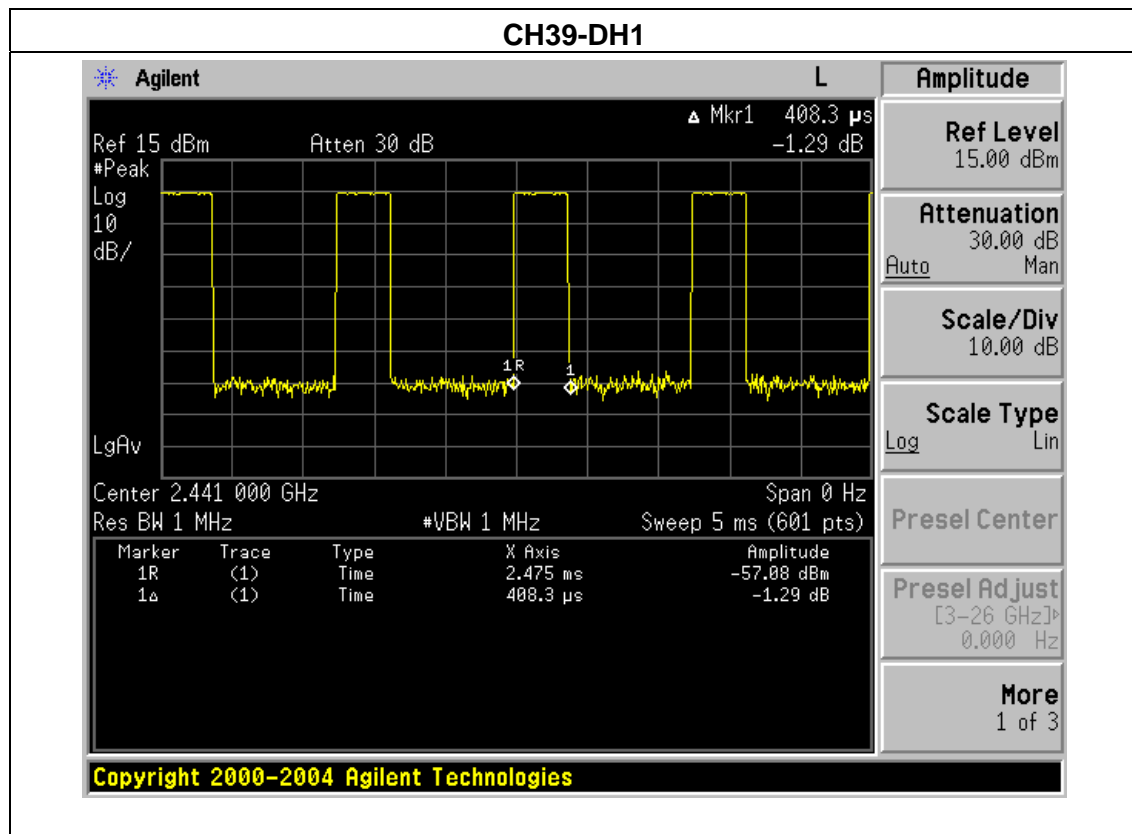 CH39-DH1
Agilent L Amplitude
Δ Mkr1 408.3 µs
Ref 15 dBm Atten 30 dB -1.29 dB
#Peak
Log
10
dB/
1R 1
LgAv
Center 2.441 000 GHz Span 0 Hz
Res BW 1 MHz #VBW 1 MHz Sweep 5 ms (601 pts)
Marker Trace Type X Axis Amplitude
1R (1) Time 2.475 ms -57.08 dBm
1Δ (1) Time 408.3 µs -1.29 dB
Ref Level
15.00 dBm
Attenuation
30.00 dB
Auto Man
Scale/Div
10.00 dB
Scale Type
Log Lin
Presel Center
Presel Adjust
[3-26 GHz]▹
0.000 Hz
More
1 of 3
Copyright 2000-2004 Agilent Technologies